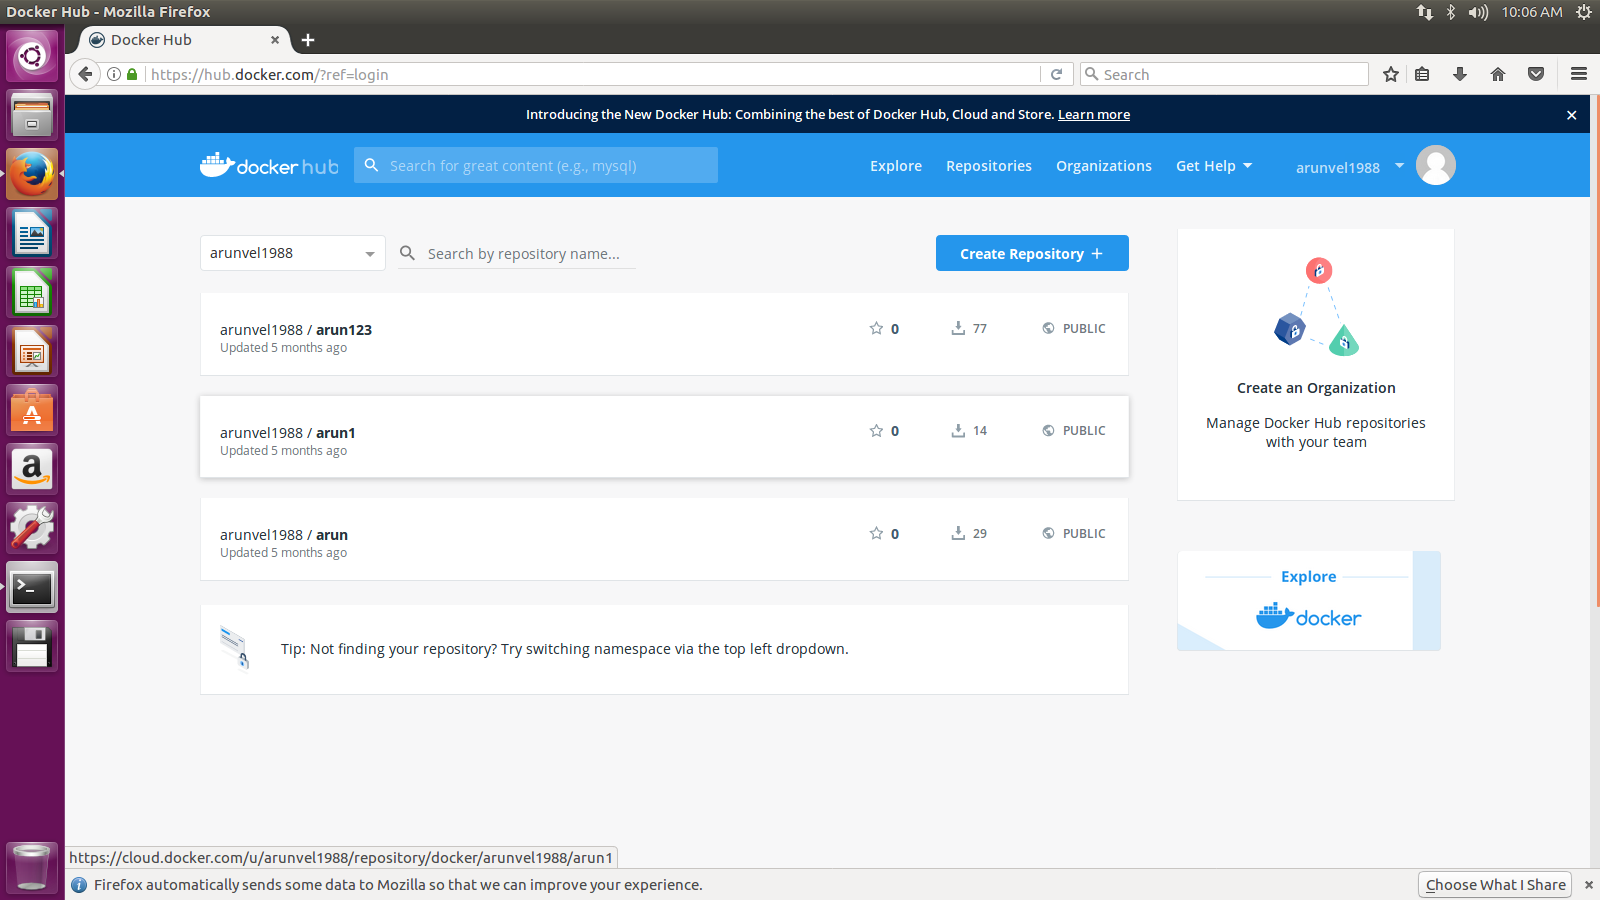 Docker Hub - Mozilla Firefox
10:06 AM
Docker Hub
https://hub.docker.com/?ref=login
Search
Introducing the New Docker Hub: Combining the best of Docker Hub, Cloud and Store. Learn more
docker hub
Search for great content (e.g., mysql)
Explore
Repositories
Organizations
Get Help
arunvel1988
arunvel1988
Search by repository name...
Create Repository +
arunvel1988 / arun123
0
77
PUBLIC
Updated 5 months ago
arunvel1988 / arun1
0
14
PUBLIC
Updated 5 months ago
arunvel1988 / arun
0
29
PUBLIC
Updated 5 months ago
Tip: Not finding your repository? Try switching namespace via the top left dropdown.
Create an Organization
Manage Docker Hub repositories
with your team
Explore
docker
https://cloud.docker.com/u/arunvel1988/repository/docker/arunvel1988/arun1
Firefox automatically sends some data to Mozilla so that we can improve your experience.
Choose What I Share